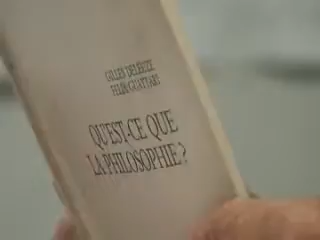 GILLES DELEUZE
FÉLIX GUATTARI
QU'EST-CE QUE
LA PHILOSOPHIE?